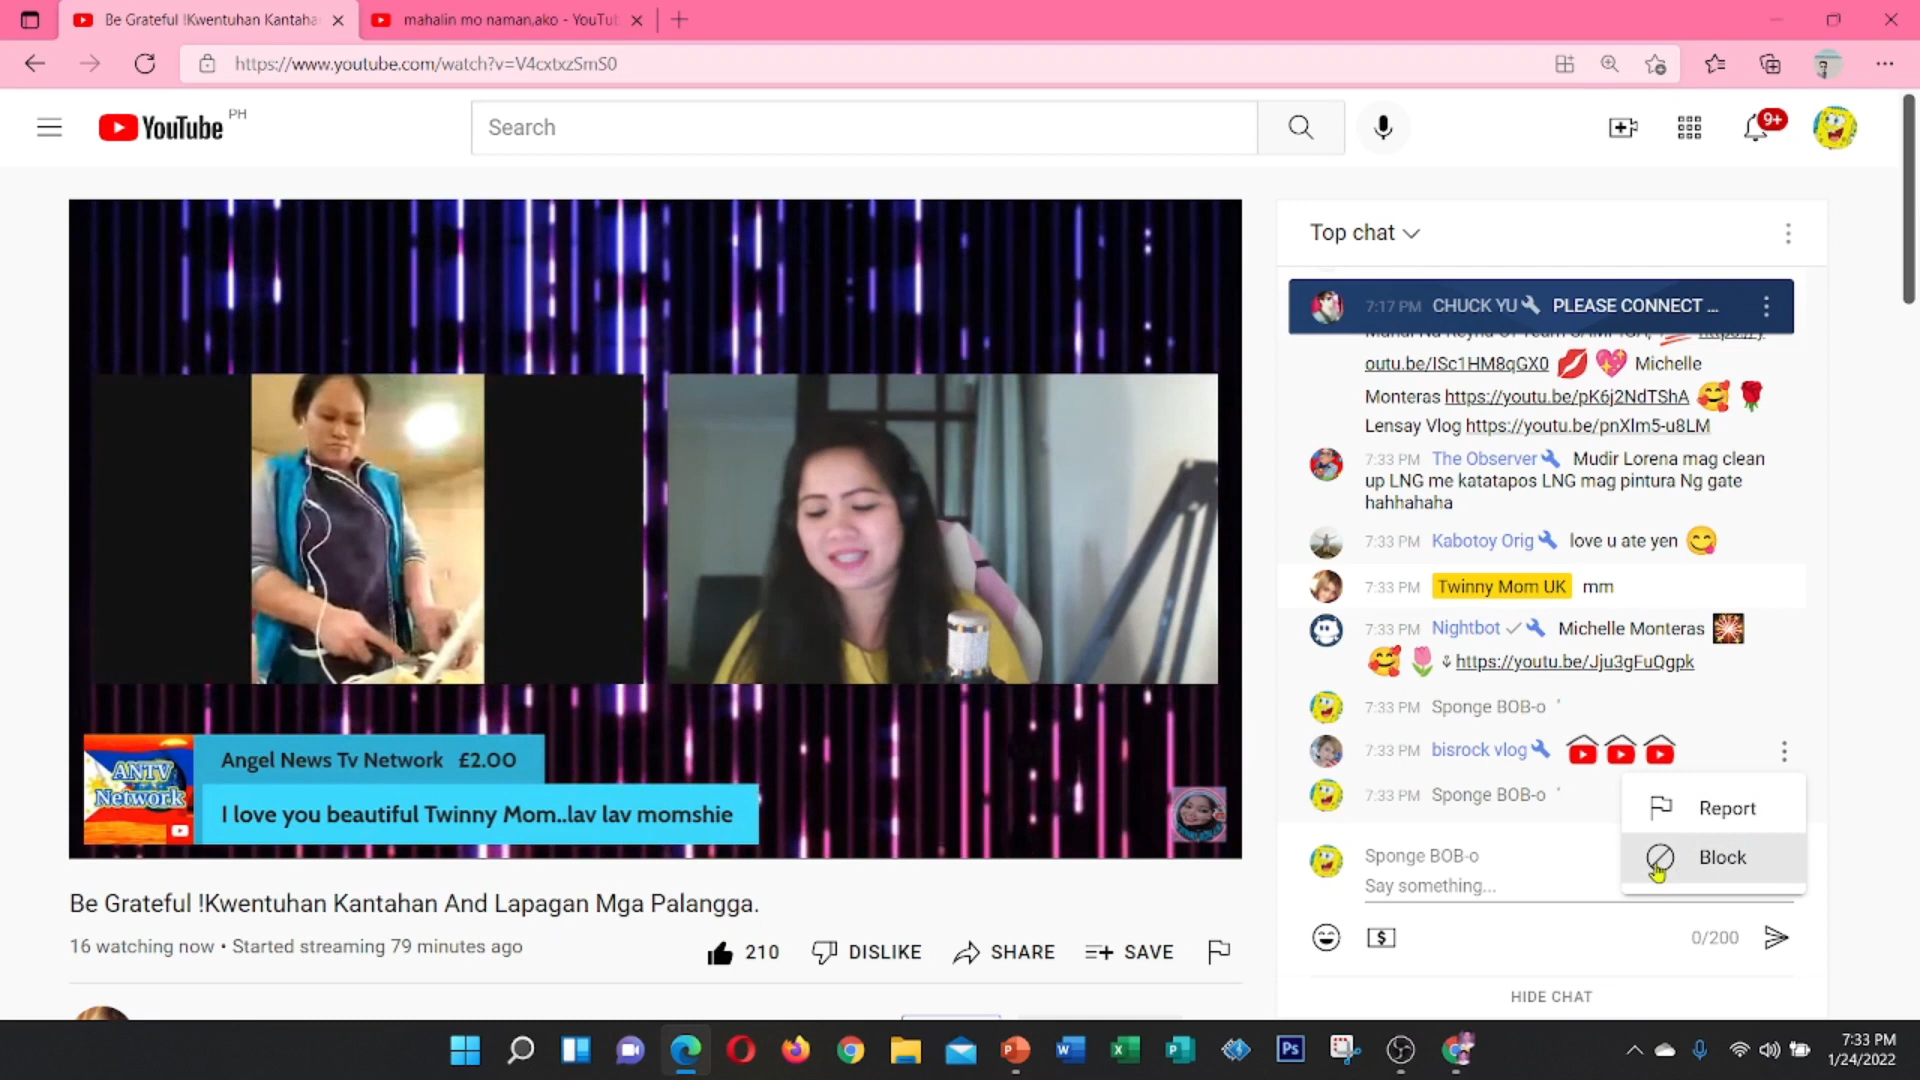 Be Grateful !Kwentuhan Kantaha
mahalin mo naman,ako - YouTu
https://www.youtube.com/watch?v=V4cxtxzSmS0
YouTube PH
Search
9+
Top chat
7:17 PM CHUCK YU PLEASE CONNECT ...
outu.be/ISc1HM8qGX0 Michelle
Monteras https://youtu.be/pK6j2NdTShA
Lensay Vlog https://youtu.be/pnXlm5-u8LM
7:33 PM The Observer Mudir Lorena mag clean
up LNG me katatapos LNG mag pintura Ng gate
hahhahaha
7:33 PM Kabotoy Orig love u ate yen
7:33 PM Twinny Mom UK mm
7:33 PM Nightbot Michelle Monteras
https://youtu.be/Jju3gFuQgpk
7:33 PM Sponge BOB-o '
7:33 PM bisrock vlog
7:33 PM Sponge BOB-o '
Report
Block
Sponge BOB-o
Say something...
0/200
HIDE CHAT
ANTV
Network
Angel News Tv Network £2.00
I love you beautiful Twinny Mom..lav lav momshie
Be Grateful !Kwentuhan Kantahan And Lapagan Mga Palangga.
16 watching now • Started streaming 79 minutes ago
210 DISLIKE SHARE SAVE
7:33 PM
1/24/2022